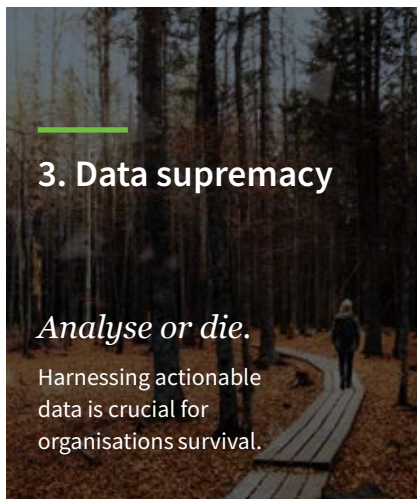 3. Data supremacy
Analyse or die.
Harnessing actionable
data is crucial for
organisations survival.